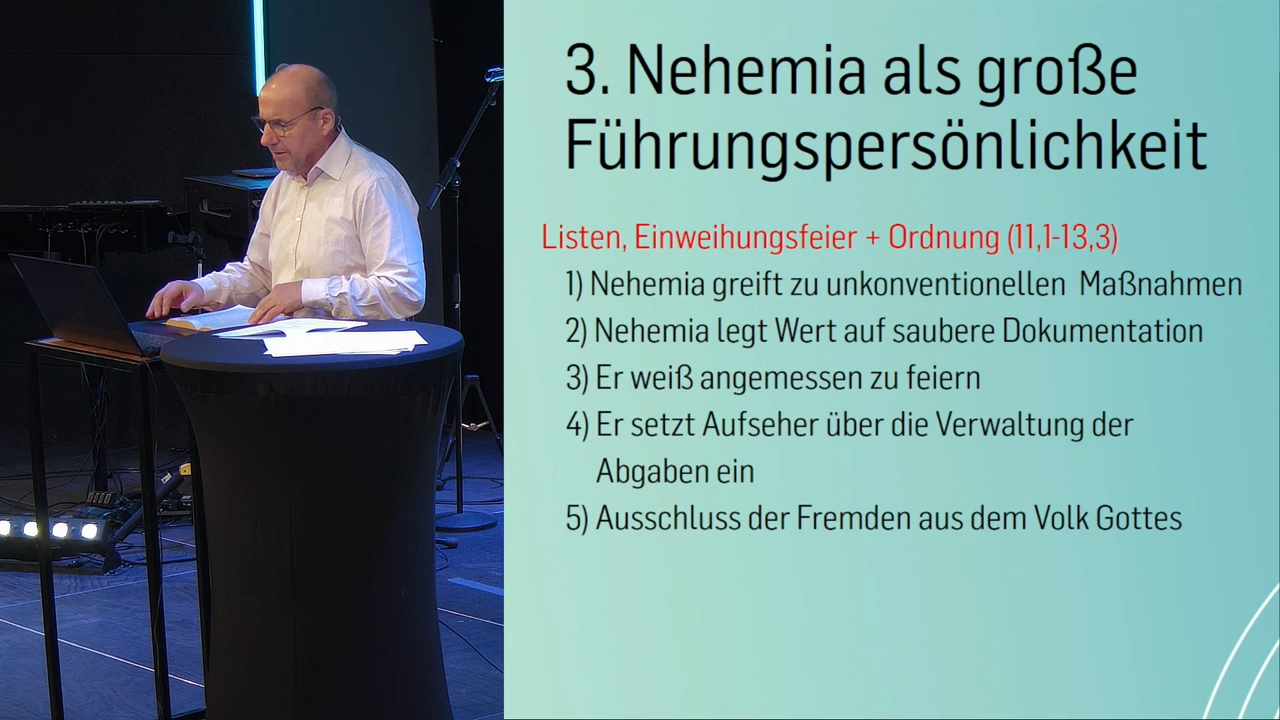 3. Nehemia als große
Führungspersönlichkeit
Listen, Einweihungsfeier + Ordnung (11,1-13,3)
1) Nehemia greift zu unkonventionellen Maßnahmen
2) Nehemia legt Wert auf saubere Dokumentation
3) Er weiß angemessen zu feiern
4) Er setzt Aufseher über die Verwaltung der
Abgaben ein
5) Ausschluss der Fremden aus dem Volk Gottes